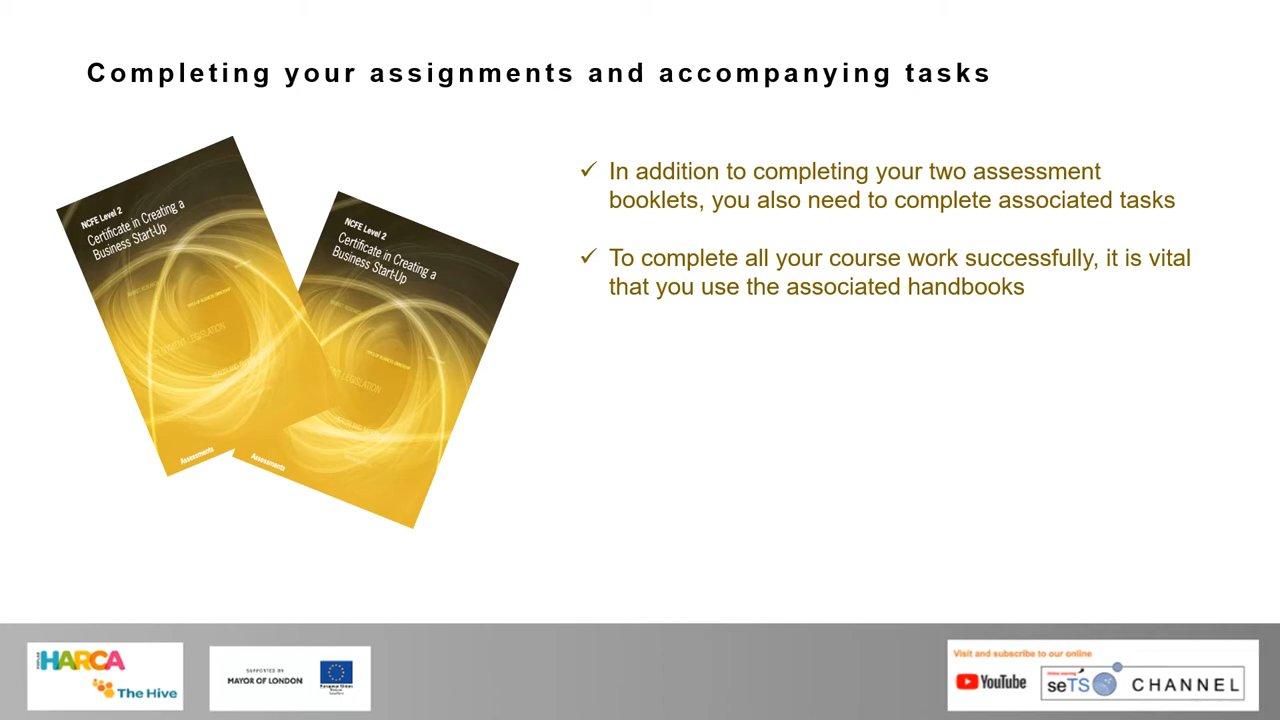 Completing your assignments and accompanying tasks
NCFE Level 2
Certificate in Creating a
Business Start-Up
Assessments
NCFE Level 2
Certificate in Creating a
Business Start-Up
Assessments
✓ In addition to completing your two assessment
booklets, you also need to complete associated tasks
✓ To complete all your course work successfully, it is vital
that you use the associated handbooks
HARCA
The Hive
SUPPORTED BY
MAYOR OF LONDON
European Union
Visit and subscribe to our online
YouTube
seTS CHANNEL